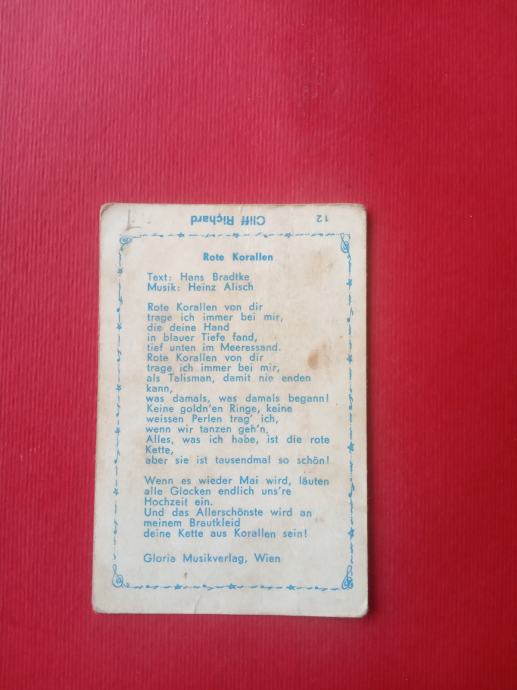 12 Cliff Richard
Rote Korallen
Text: Hans Bradtke
Musik: Heinz Alisch
Rote Korallen von dir
trage ich immer bei mir,
die deine Hand
in blauer Tiefe fand,
tief unten im Meeressand.
Rote Korallen von dir
trage ich immer bei mir,
als Talisman, damit nie enden
kann,
was damals, was damals begann!
Keine goldn'en Ringe, keine
weissen Perlen trag' ich,
wenn wir tanzen geh'n.
Alles, was ich habe, ist die rote
Kette,
aber sie ist tausendmal so schön!
Wenn es wieder Mai wird, läuten
alle Glocken endlich uns're
Hochzeit ein.
Und das Allerschönste wird an
meinem Brautkleid
deine Kette aus Korallen sein!
Gloria Musikverlag, Wien